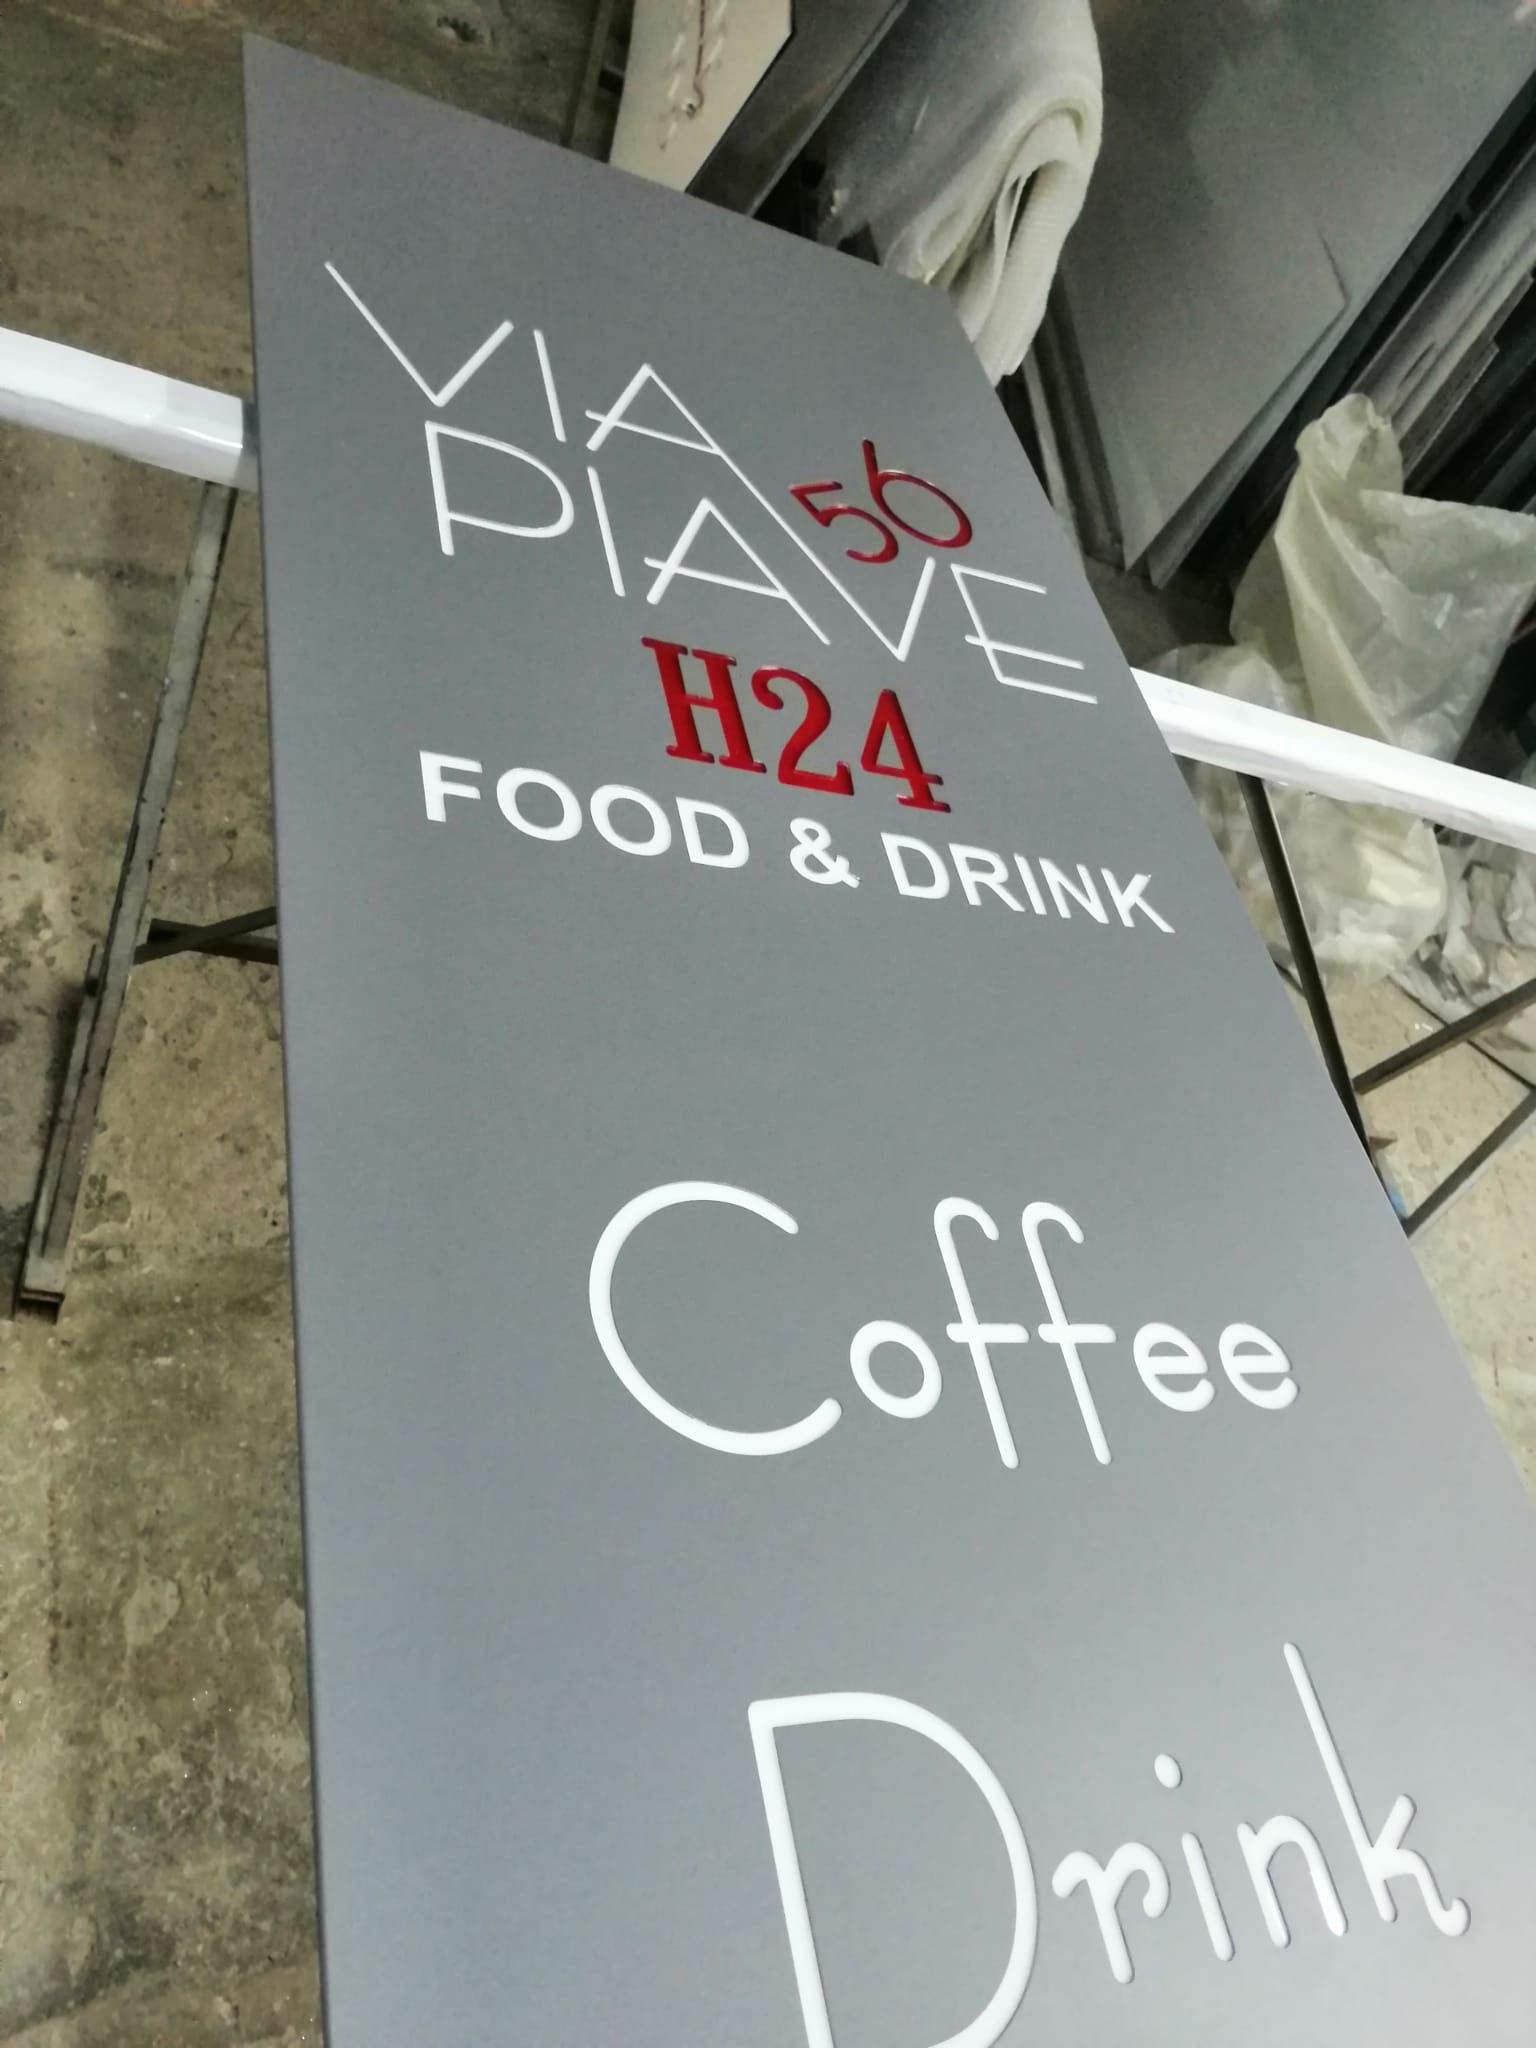 VIA
PIAVE 56
H24
FOOD & DRINK
Coffee
Drink